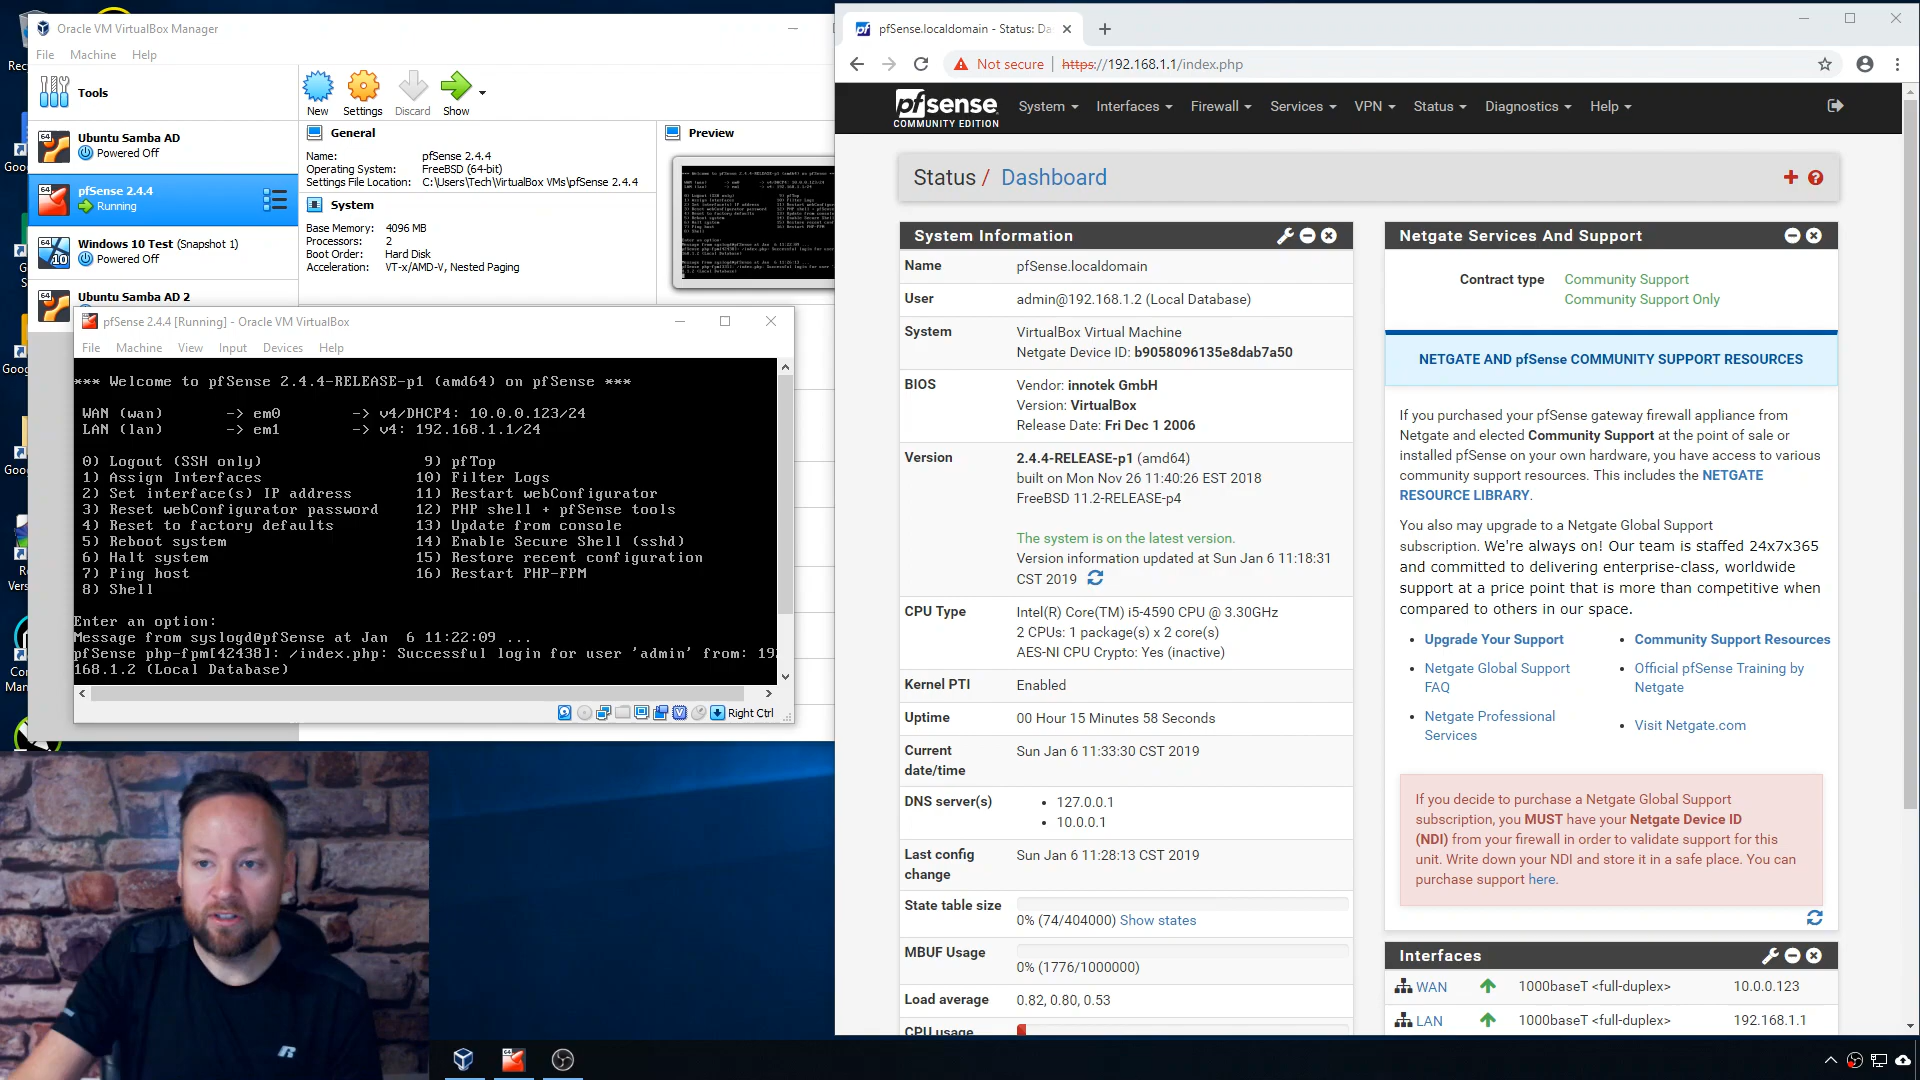 Oracle VM VirtualBox Manager
File Machine Help
Tools
New Settings Discard Show
Ubuntu Samba AD
Powered Off
pfSense 2.4.4
Running
Windows 10 Test (Snapshot 1)
Powered Off
Ubuntu Samba AD 2
General
Name: pfSense 2.4.4
Operating System: FreeBSD (64-bit)
Settings File Location: C:\Users\Tech\VirtualBox VMs\pfSense 2.4.4
System
Base Memory: 4096 MB
Processors: 2
Boot Order: Hard Disk
Acceleration: VT-x/AMD-V, Nested Paging
Preview
pfSense 2.4.4 [Running] - Oracle VM VirtualBox
File Machine View Input Devices Help
*** Welcome to pfSense 2.4.4-RELEASE-p1 (amd64) on pfSense ***
WAN (wan) -> em0 -> v4/DHCP4: 10.0.0.123/24
LAN (lan) -> em1 -> v4: 192.168.1.1/24
0) Logout (SSH only) 9) pfTop
1) Assign Interfaces 10) Filter Logs
2) Set interface(s) IP address 11) Restart webConfigurator
3) Reset webConfigurator password 12) PHP shell + pfSense tools
4) Reset to factory defaults 13) Update from console
5) Reboot system 14) Enable Secure Shell (sshd)
6) Halt system 15) Restore recent configuration
7) Ping host 16) Restart PHP-FPM
8) Shell
Enter an option:
Message from syslogd@pfSense at Jan 6 11:22:09 ...
pfSense php-fpm[42438]: /index.php: Successful login for user 'admin' from: 192
168.1.2 (Local Database)
Right Ctrl
pfSense.localdomain - Status: Da
Not secure | https://192.168.1.1/index.php
pfsense
COMMUNITY EDITION
System Interfaces Firewall Services VPN Status Diagnostics Help
Status / Dashboard
System Information
Name pfSense.localdomain
User admin@192.168.1.2 (Local Database)
System VirtualBox Virtual Machine
Netgate Device ID: b9058096135e8dab7a50
BIOS Vendor: innotek GmbH
Version: VirtualBox
Release Date: Fri Dec 1 2006
Version 2.4.4-RELEASE-p1 (amd64)
built on Mon Nov 26 11:40:26 EST 2018
FreeBSD 11.2-RELEASE-p4
The system is on the latest version.
Version information updated at Sun Jan 6 11:18:31
CST 2019
CPU Type Intel(R) Core(TM) i5-4590 CPU @ 3.30GHz
2 CPUs: 1 package(s) x 2 core(s)
AES-NI CPU Crypto: Yes (inactive)
Kernel PTI Enabled
Uptime 00 Hour 15 Minutes 58 Seconds
Current date/time Sun Jan 6 11:33:30 CST 2019
DNS server(s) 127.0.0.1
10.0.0.1
Last config change Sun Jan 6 11:28:13 CST 2019
State table size 0% (74/404000) Show states
MBUF Usage 0% (1776/1000000)
Load average 0.82, 0.80, 0.53
CPU usage
Netgate Services And Support
Contract type Community Support
Community Support Only
NETGATE AND pfSense COMMUNITY SUPPORT RESOURCES
If you purchased your pfSense gateway firewall appliance from
Netgate and elected Community Support at the point of sale or
installed pfSense on your own hardware, you have access to various
community support resources. This includes the NETGATE
RESOURCE LIBRARY.
You also may upgrade to a Netgate Global Support
subscription. We're always on! Our team is staffed 24x7x365
and committed to delivering enterprise-class, worldwide
support at a price point that is more than competitive when
compared to others in our space.
Upgrade Your Support
Netgate Global Support
FAQ
Netgate Professional
Services
Community Support Resources
Official pfSense Training by
Netgate
Visit Netgate.com
If you decide to purchase a Netgate Global Support
subscription, you MUST have your Netgate Device ID
(NDI) from your firewall in order to validate support for this
unit. Write down your NDI and store it in a safe place. You can
purchase support here.
Interfaces
WAN 1000baseT <full-duplex> 10.0.0.123
LAN 1000baseT <full-duplex> 192.168.1.1